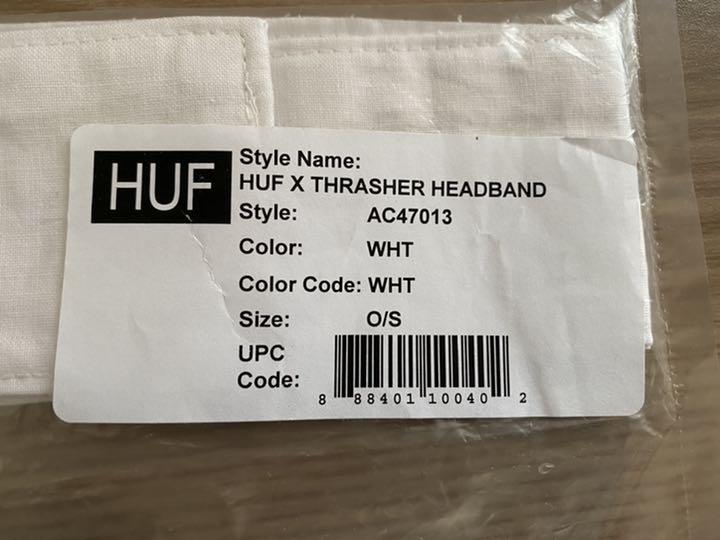 HUF
Style Name:
HUF X THRASHER HEADBAND
Style: AC47013
Color: WHT
Color Code: WHT
Size: O/S
UPC
Code:
8 88401 10040 2